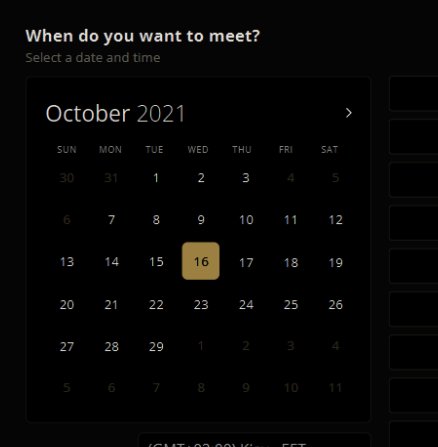 When do you want to meet?
Select a date and time
October 2021
SUN MON TUE WED THU FRI SAT
30 31 1 2 3 4 5
6 7 8 9 10 11 12
13 14 15 16 17 18 19
20 21 22 23 24 25 26
27 28 29 1 2 3 4
5 6 7 8 9 10 11